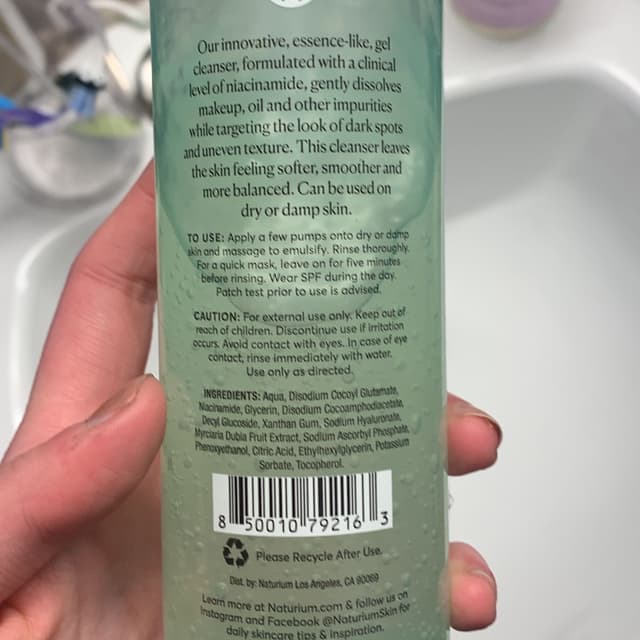 Our innovative, essence-like, gel
cleanser, formulated with a clinical
level of niacinamide, gently dissolves
makeup, oil and other impurities
while targeting the look of dark spots
and uneven texture. This cleanser leaves
the skin feeling softer, smoother and
more balanced. Can be used on
dry or damp skin.
TO USE: Apply a few pumps onto dry or damp
skin and massage to emulsify. Rinse thoroughly.
For a quick mask, leave on for five minutes
before rinsing. Wear SPF during the day.
Patch test prior to use is advised.
CAUTION: For external use only. Keep out of
reach of children. Discontinue use if irritation
occurs. Avoid contact with eyes. In case of eye
contact, rinse immediately with water.
Use only as directed.
INGREDIENTS: Aqua, Disodium Cocoyl Glutamate,
Niacinamide, Glycerin, Disodium Cocoamphodiacetate,
Decyl Glucoside, Xanthan Gum, Sodium Hyaluronate,
Myrciaria Dubia Fruit Extract, Sodium Ascorbyl Phosphate,
Phenoxyethanol, Citric Acid, Ethylhexylglycerin, Potassium
Sorbate, Tocopherol.
8 50010 79216 3
Please Recycle After Use.
Dist. by: Naturium Los Angeles, CA 90069
Learn more at Naturium.com & follow us on
Instagram and Facebook @NaturiumSkin for
daily skincare tips & inspiration.